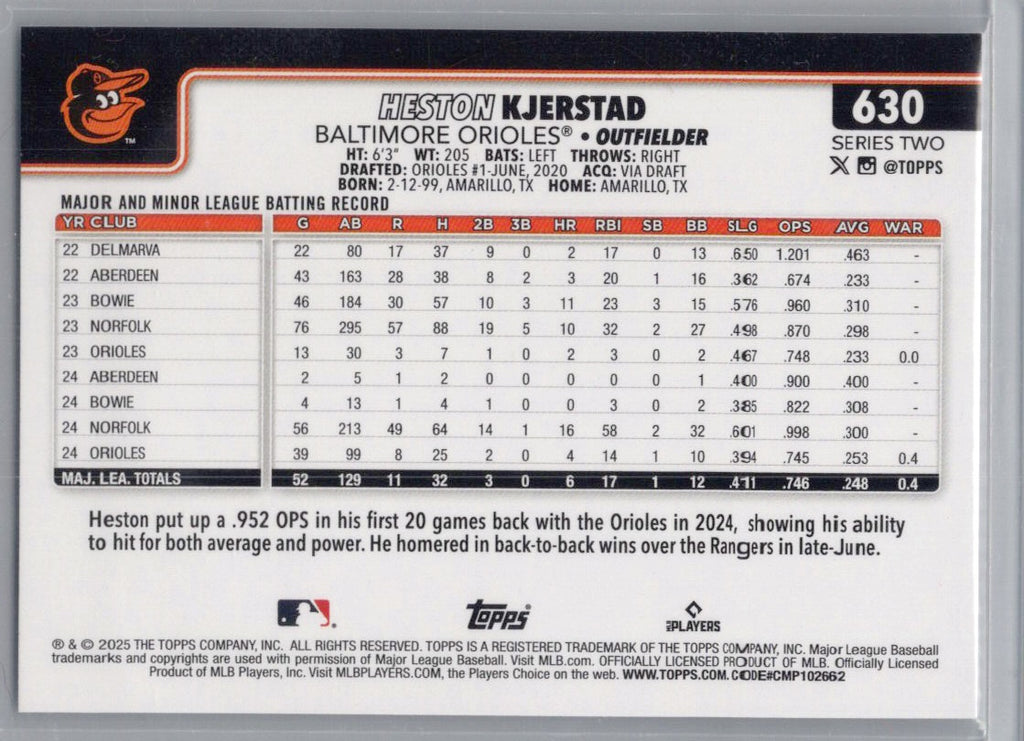 HESTON KJERSTAD
630
BALTIMORE ORIOLES® • OUTFIELDER
SERIES TWO
HT: 6'3" WT: 205 BATS: LEFT THROWS: RIGHT
@TOPPS
DRAFTED: ORIOLES #1-JUNE, 2020 ACQ: VIA DRAFT
BORN: 2-12-99, AMARILLO, TX HOME: AMARILLO, TX
MAJOR AND MINOR LEAGUE BATTING RECORD
YR CLUB G AB R H 2B 3B HR RBI SB BB SLG OPS AVG WAR
22 DELMARVA 22 80 17 37 9 0 2 17 0 13 .650 1.201 .463 -
22 ABERDEEN 43 163 28 38 8 2 3 20 1 16 .362 .674 .233 -
23 BOWIE 46 184 30 57 10 3 11 23 3 15 .576 .960 .310 -
23 NORFOLK 76 295 57 88 19 5 10 32 2 27 .498 .870 .298 -
23 ORIOLES 13 30 3 7 1 0 2 3 0 2 .467 .748 .233 0.0
24 ABERDEEN 2 5 1 2 0 0 0 0 0 1 .400 .900 .400 -
24 BOWIE 4 13 1 4 1 0 0 3 0 2 .385 .822 .308 -
24 NORFOLK 56 213 49 64 14 1 16 58 2 32 .601 .998 .300 -
24 ORIOLES 39 99 8 25 2 0 4 14 1 10 .394 .745 .253 0.4
MAJ. LEA. TOTALS 52 129 11 32 3 0 6 17 1 12 .411 .746 .248 0.4
Heston put up a .952 OPS in his first 20 games back with the Orioles in 2024, showing his ability
to hit for both average and power. He homered in back-to-back wins over the Rangers in late-June.
topps
MLB PLAYERS
® & © 2025 THE TOPPS COMPANY, INC. ALL RIGHTS RESERVED. TOPPS IS A REGISTERED TRADEMARK OF THE TOPPS COMPANY, INC. Major League Baseball
trademarks and copyrights are used with permission of Major League Baseball. Visit MLB.com. OFFICIALLY LICENSED PRODUCT OF MLB. Officially Licensed
Product of MLB Players, Inc. Visit MLBPLAYERS.COM, the Players Choice on the web. WWW.TOPPS.COM. CODE#CMP102662